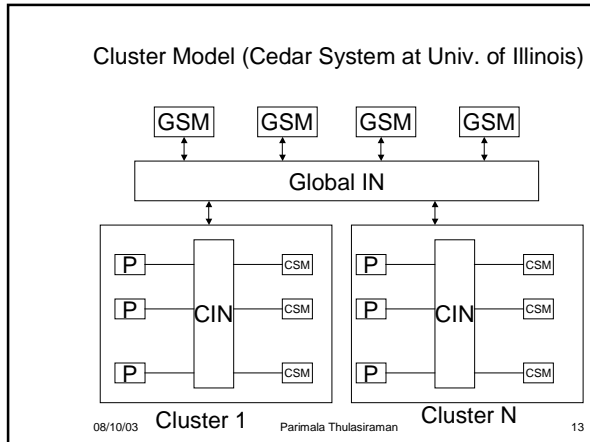 Cluster Model (Cedar System at Univ. of Illinois)
GSM GSM GSM GSM
Global IN
P CSM P CSM
P CIN CSM P CIN CSM
P CSM P CSM
Cluster 1 Cluster N
08/10/03 Parimala Thulasiraman 13